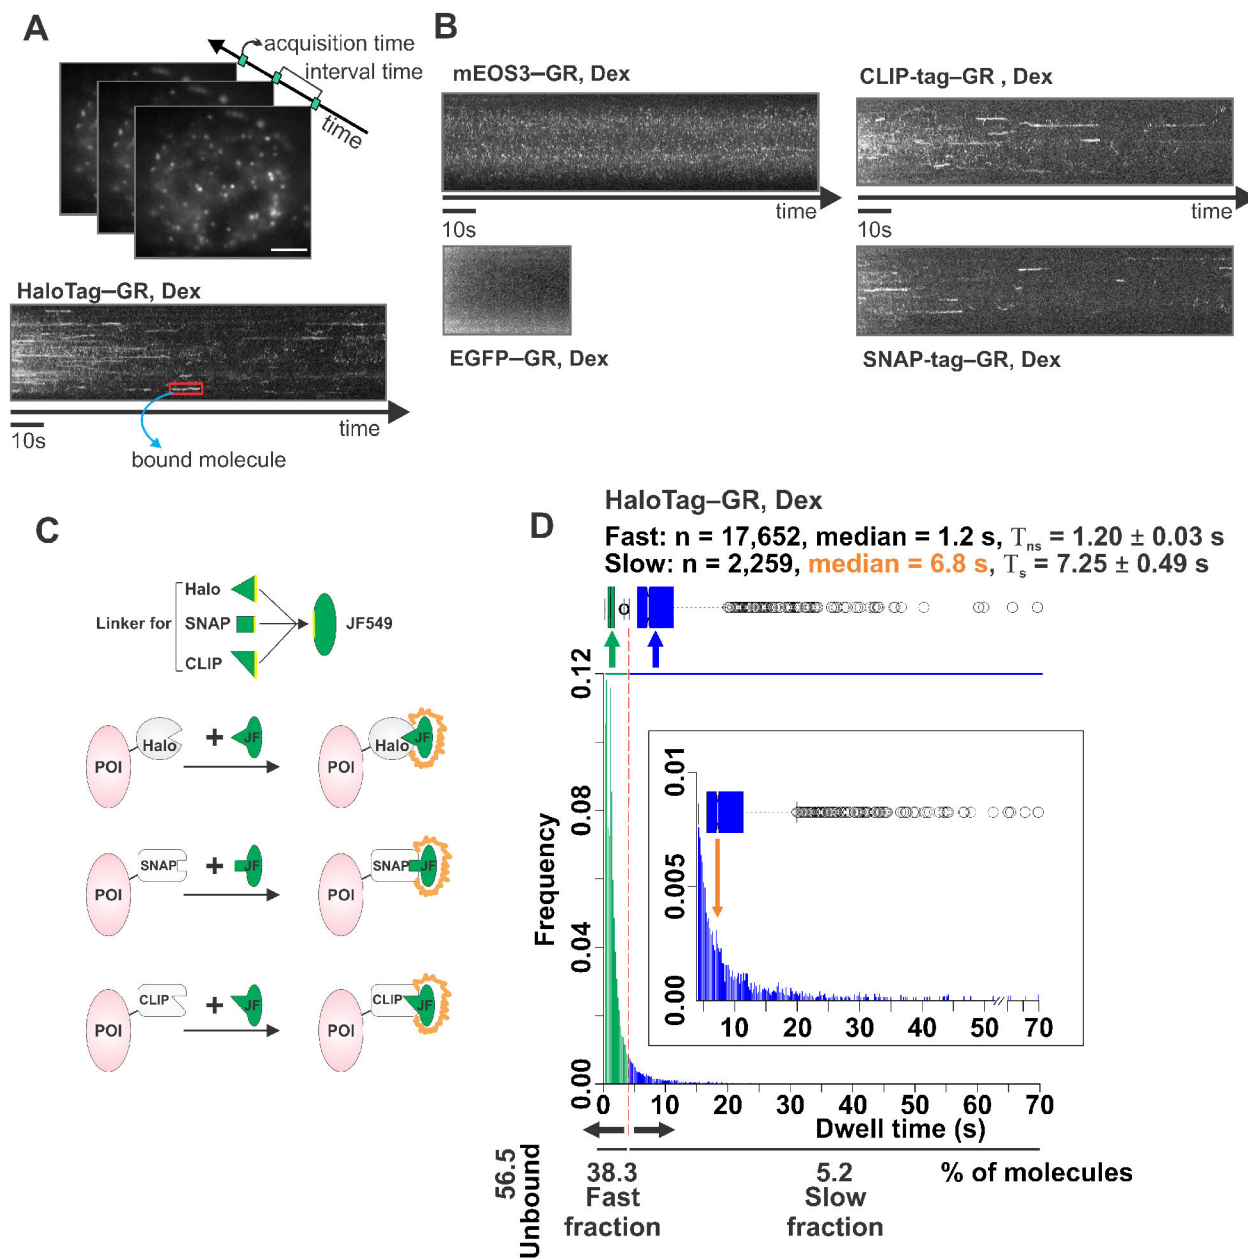 A
acquisition time
interval time
time
HaloTag–GR, Dex
10s
time
bound molecule
B
mEOS3–GR, Dex
time
10s
EGFP–GR, Dex
CLIP-tag–GR , Dex
time
10s
SNAP-tag–GR, Dex
C
Halo
Linker for
SNAP
JF549
CLIP
POI
Halo
+
JF
POI
Halo
JF
POI
SNAP
+
JF
POI
SNAP
JF
POI
CLIP
+
JF
POI
CLIP
JF
D
HaloTag–GR, Dex
Fast: n = 17,652, median = 1.2 s, Tns = 1.20 ± 0.03 s
Slow: n = 2,259, median = 6.8 s, Ts = 7.25 ± 0.49 s
0.12
0.08
0.04
0.00
Frequency
0.01
0.005
0.00
10 20 30 40 50 70
0 10 20 30 40 50 60 70
Dwell time (s)
56.5
Unbound
38.3
Fast
fraction
5.2
Slow
fraction
% of molecules